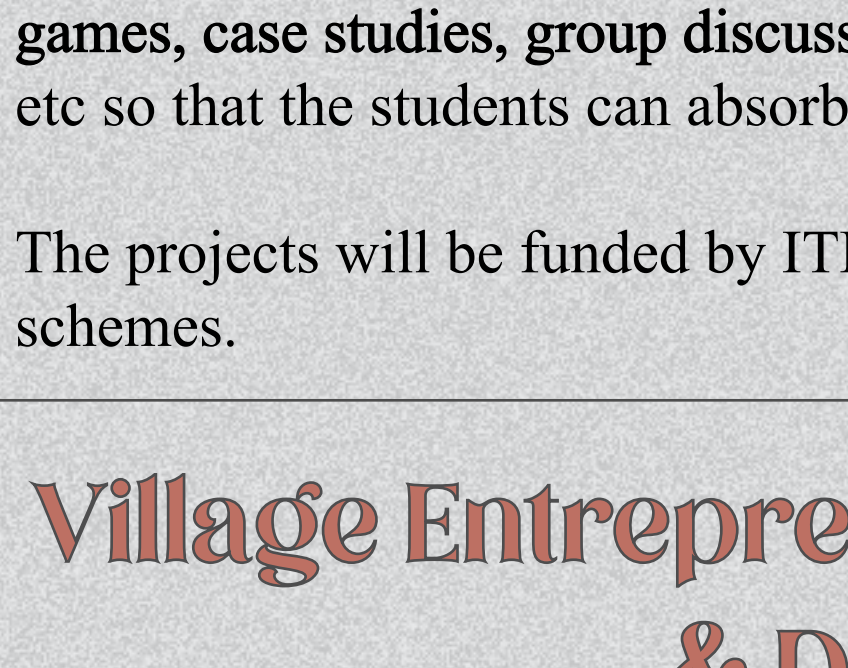 games, case studies, group discuss
etc so that the students can absorb
The projects will be funded by IT
schemes.
Village Entrepre
& D